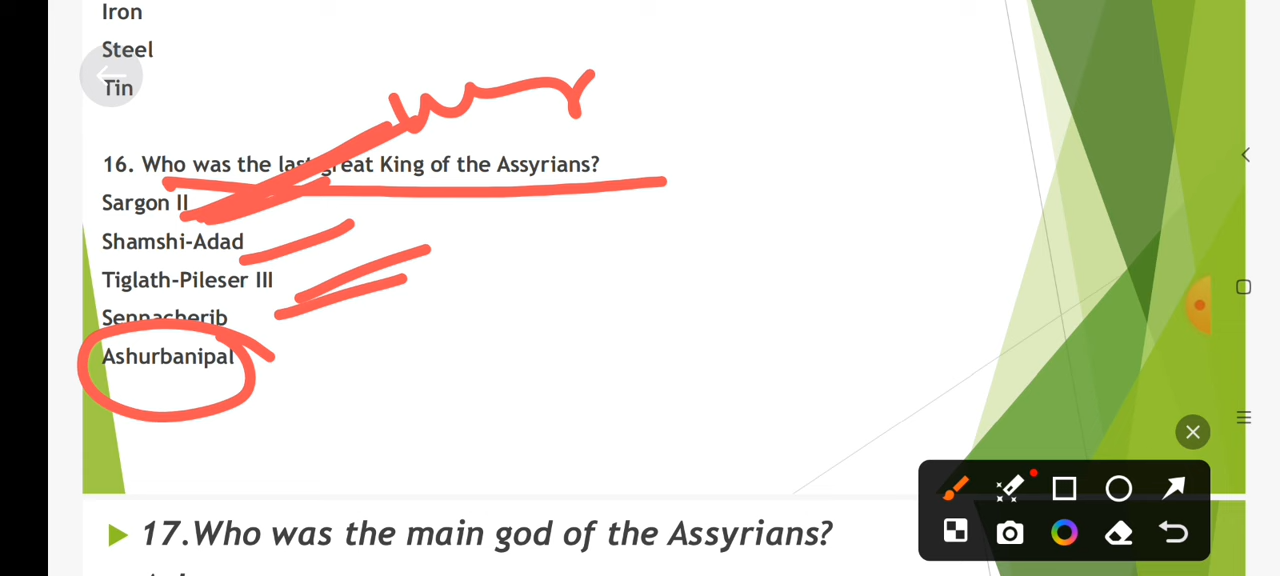 Iron
Steel
Tin
16. Who was the last great King of the Assyrians?
Sargon II
Shamshi-Adad
Tiglath-Pileser III
Sennacherib
Ashurbanipal
17.Who was the main god of the Assyrians?